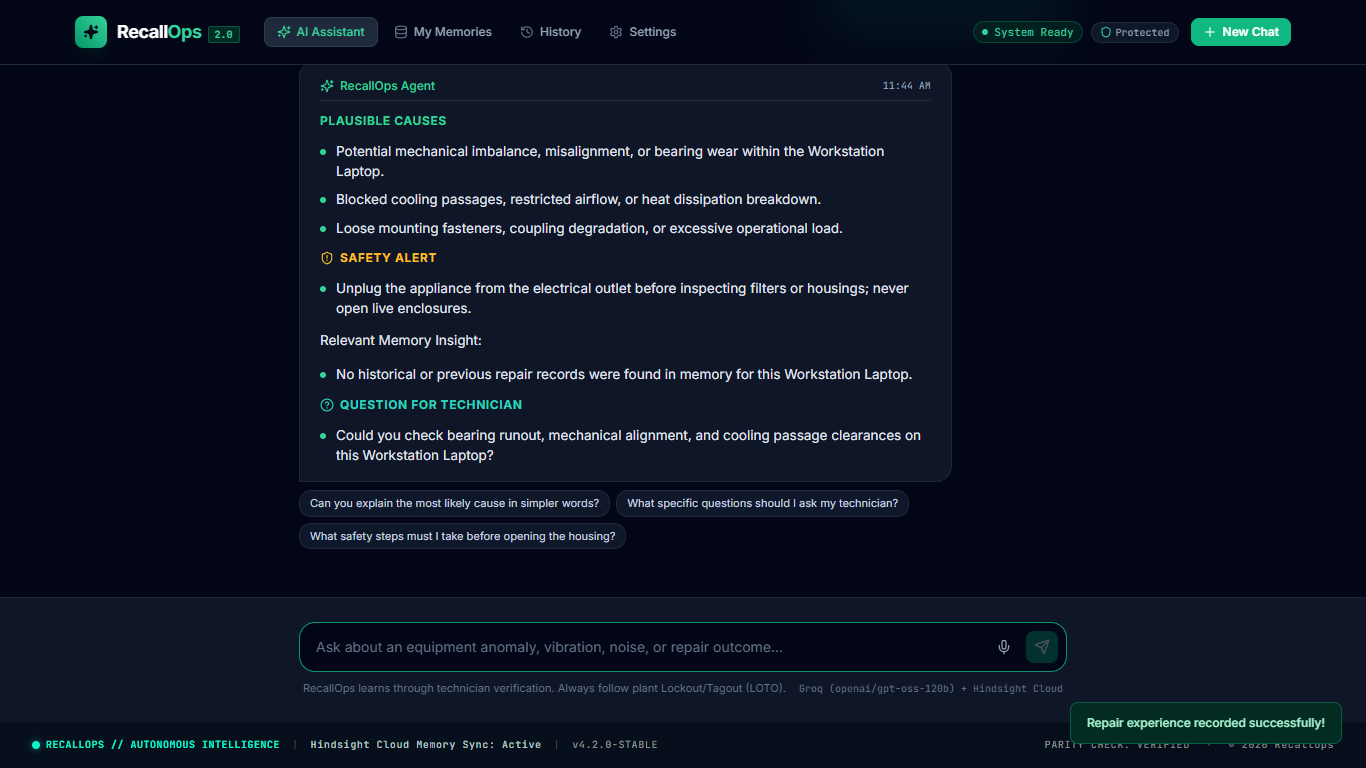 RecallOps 2.0 AI Assistant My Memories History Settings System Ready Protected New Chat
RecallOps Agent 11:44 AM
PLAUSIBLE CAUSES
Potential mechanical imbalance, misalignment, or bearing wear within the Workstation
Laptop.
Blocked cooling passages, restricted airflow, or heat dissipation breakdown.
Loose mounting fasteners, coupling degradation, or excessive operational load.
SAFETY ALERT
Unplug the appliance from the electrical outlet before inspecting filters or housings; never
open live enclosures.
Relevant Memory Insight:
No historical or previous repair records were found in memory for this Workstation Laptop.
QUESTION FOR TECHNICIAN
Could you check bearing runout, mechanical alignment, and cooling passage clearances on
this Workstation Laptop?
Can you explain the most likely cause in simpler words? What specific questions should I ask my technician?
What safety steps must I take before opening the housing?
Ask about an equipment anomaly, vibration, noise, or repair outcome...
RecallOps learns through technician verification. Always follow plant Lockout/Tagout (LOTO). Groq (openai/gpt-oss-120b) + Hindsight Cloud
Repair experience recorded successfully!
RECALLOPS // AUTONOMOUS INTELLIGENCE | Hindsight Cloud Memory Sync: Active | v4.2.0-STABLE
PARITY CHECK: VERIFIED · © 2026 RecallOps